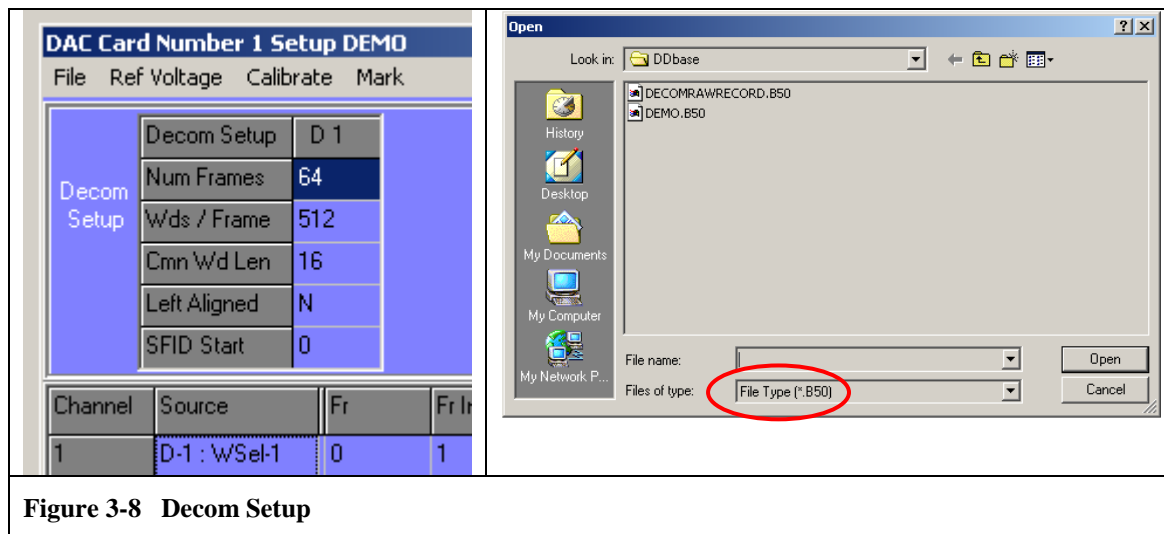 DAC Card Number 1 Setup DEMO
File Ref Voltage Calibrate Mark
Decom Setup
Decom Setup D 1
Num Frames 64
Wds / Frame 512
Cmn Wd Len 16
Left Aligned N
SFID Start 0
Channel Source Fr
1 D-1 : WSel-1 0 1
Open
Look in: DDbase
DECOMRAWRECORD.B50
DEMO.B50
History
Desktop
My Documents
My Computer
My Network P...
File name: Open
Files of type: File Type (*.B50) Cancel
Figure 3-8 Decom Setup